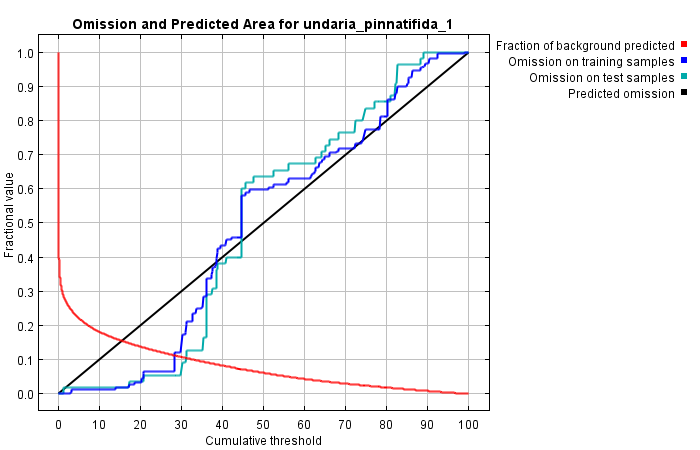 Omission and Predicted Area for undaria_pinnatifida_1
Fraction of background predicted
Omission on training samples
Omission on test samples
Predicted omission
Fractional value
1.0
0.9
0.8
0.7
0.6
0.5
0.4
0.3
0.2
0.1
0.0
0 10 20 30 40 50 60 70 80 90 100
Cumulative threshold